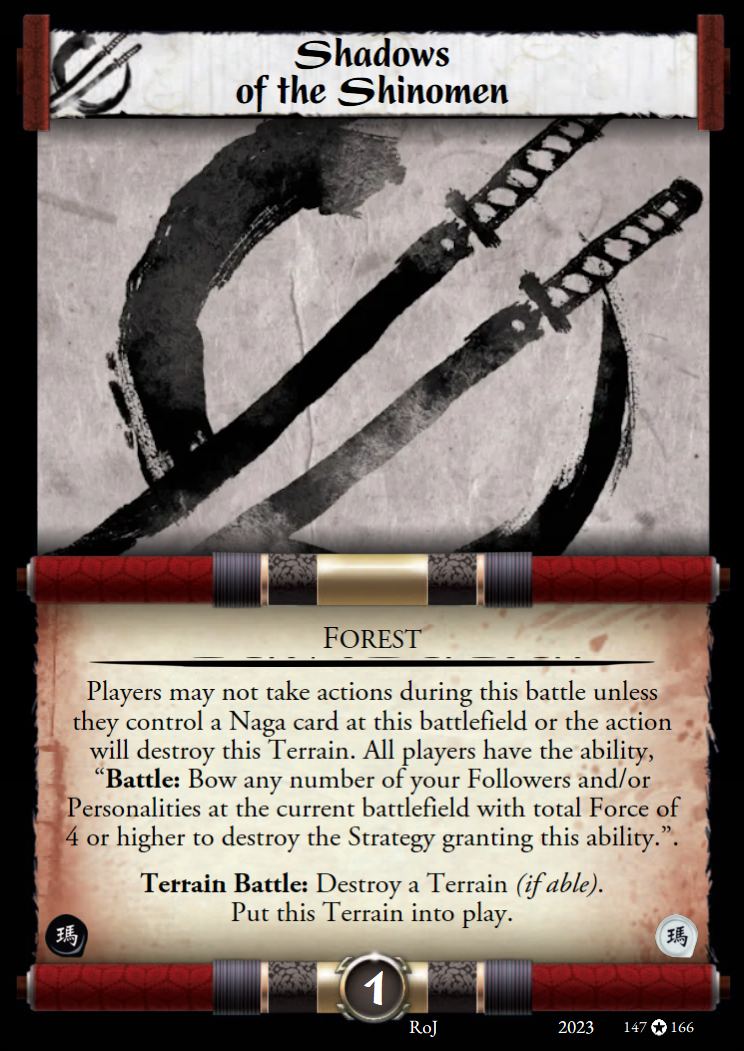 Shadows
of the Shinomen
FOREST
Players may not take actions during this battle unless
they control a Naga card at this battlefield or the action
will destroy this Terrain. All players have the ability,
“Battle: Bow any number of your Followers and/or
Personalities at the current battlefield with total Force of
4 or higher to destroy the Strategy granting this ability.”.
Terrain Battle: Destroy a Terrain (if able).
Put this Terrain into play.
瑪 瑪
1
RoJ 2023 147 ✪ 166